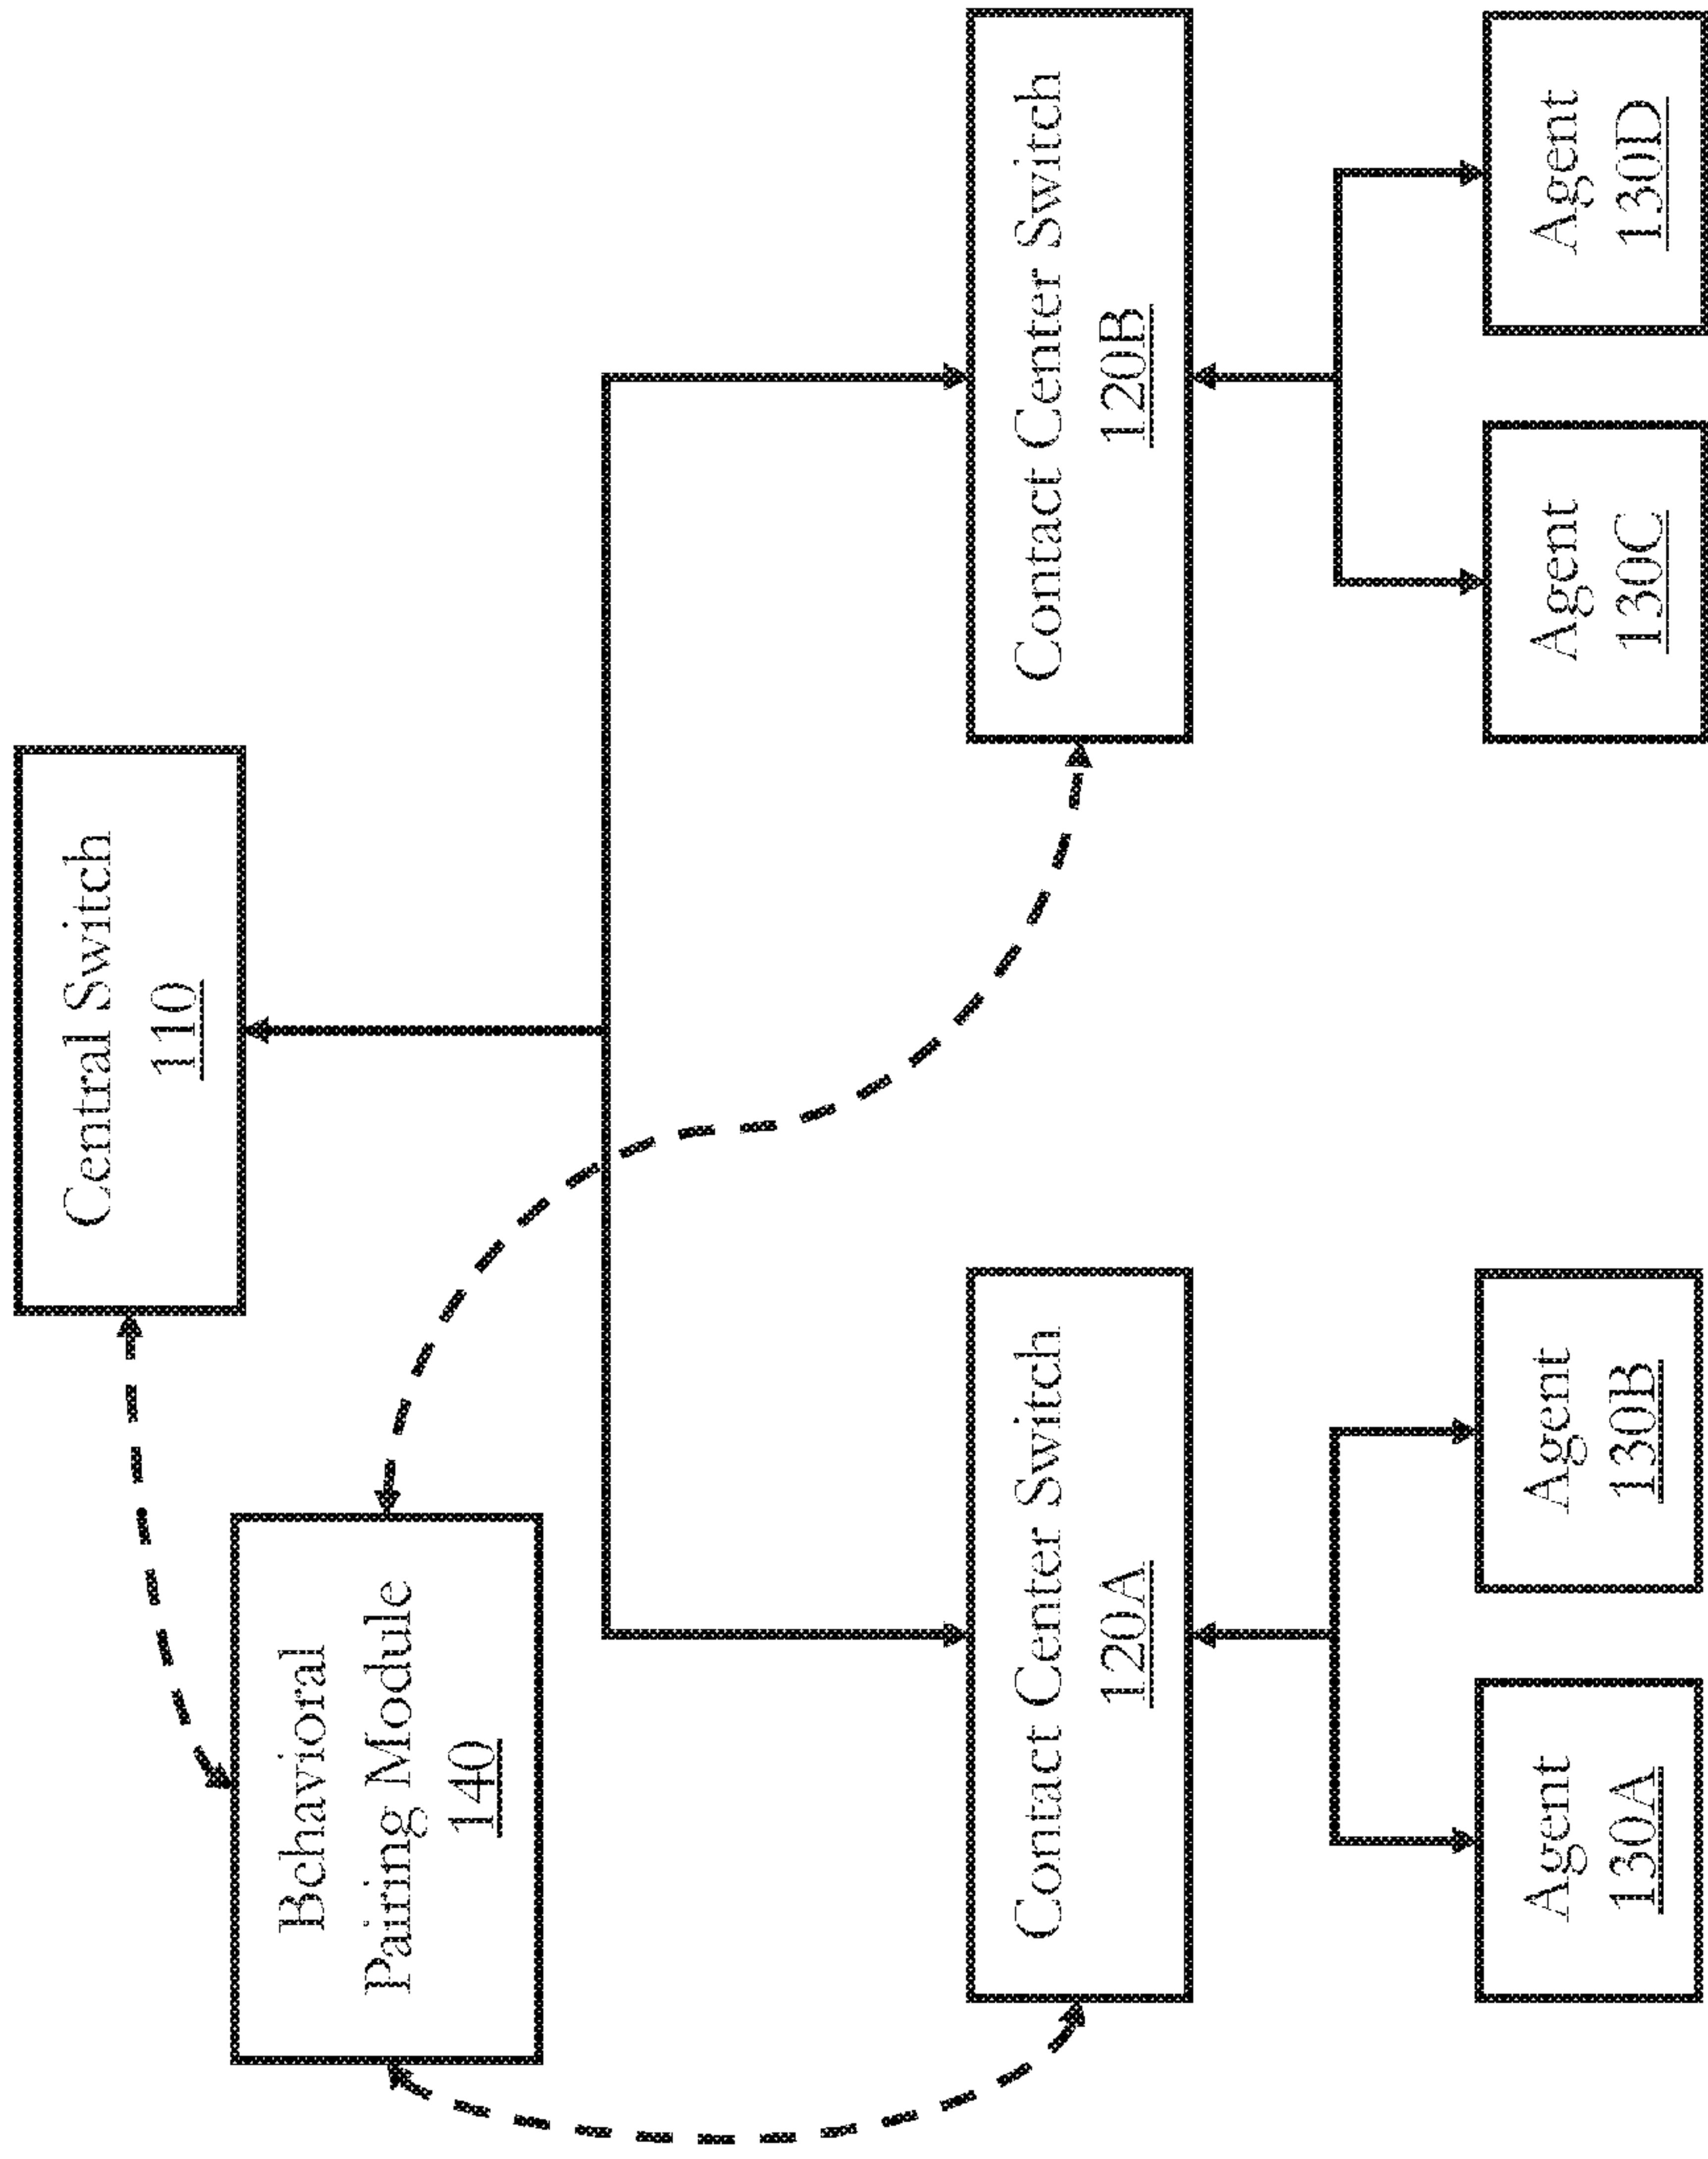 Central Switch
110
Behavioral
Pairing Module
140
Contact Center Switch
120A
Contact Center Switch
120B
Agent
130A
Agent
130B
Agent
130C
Agent
130D